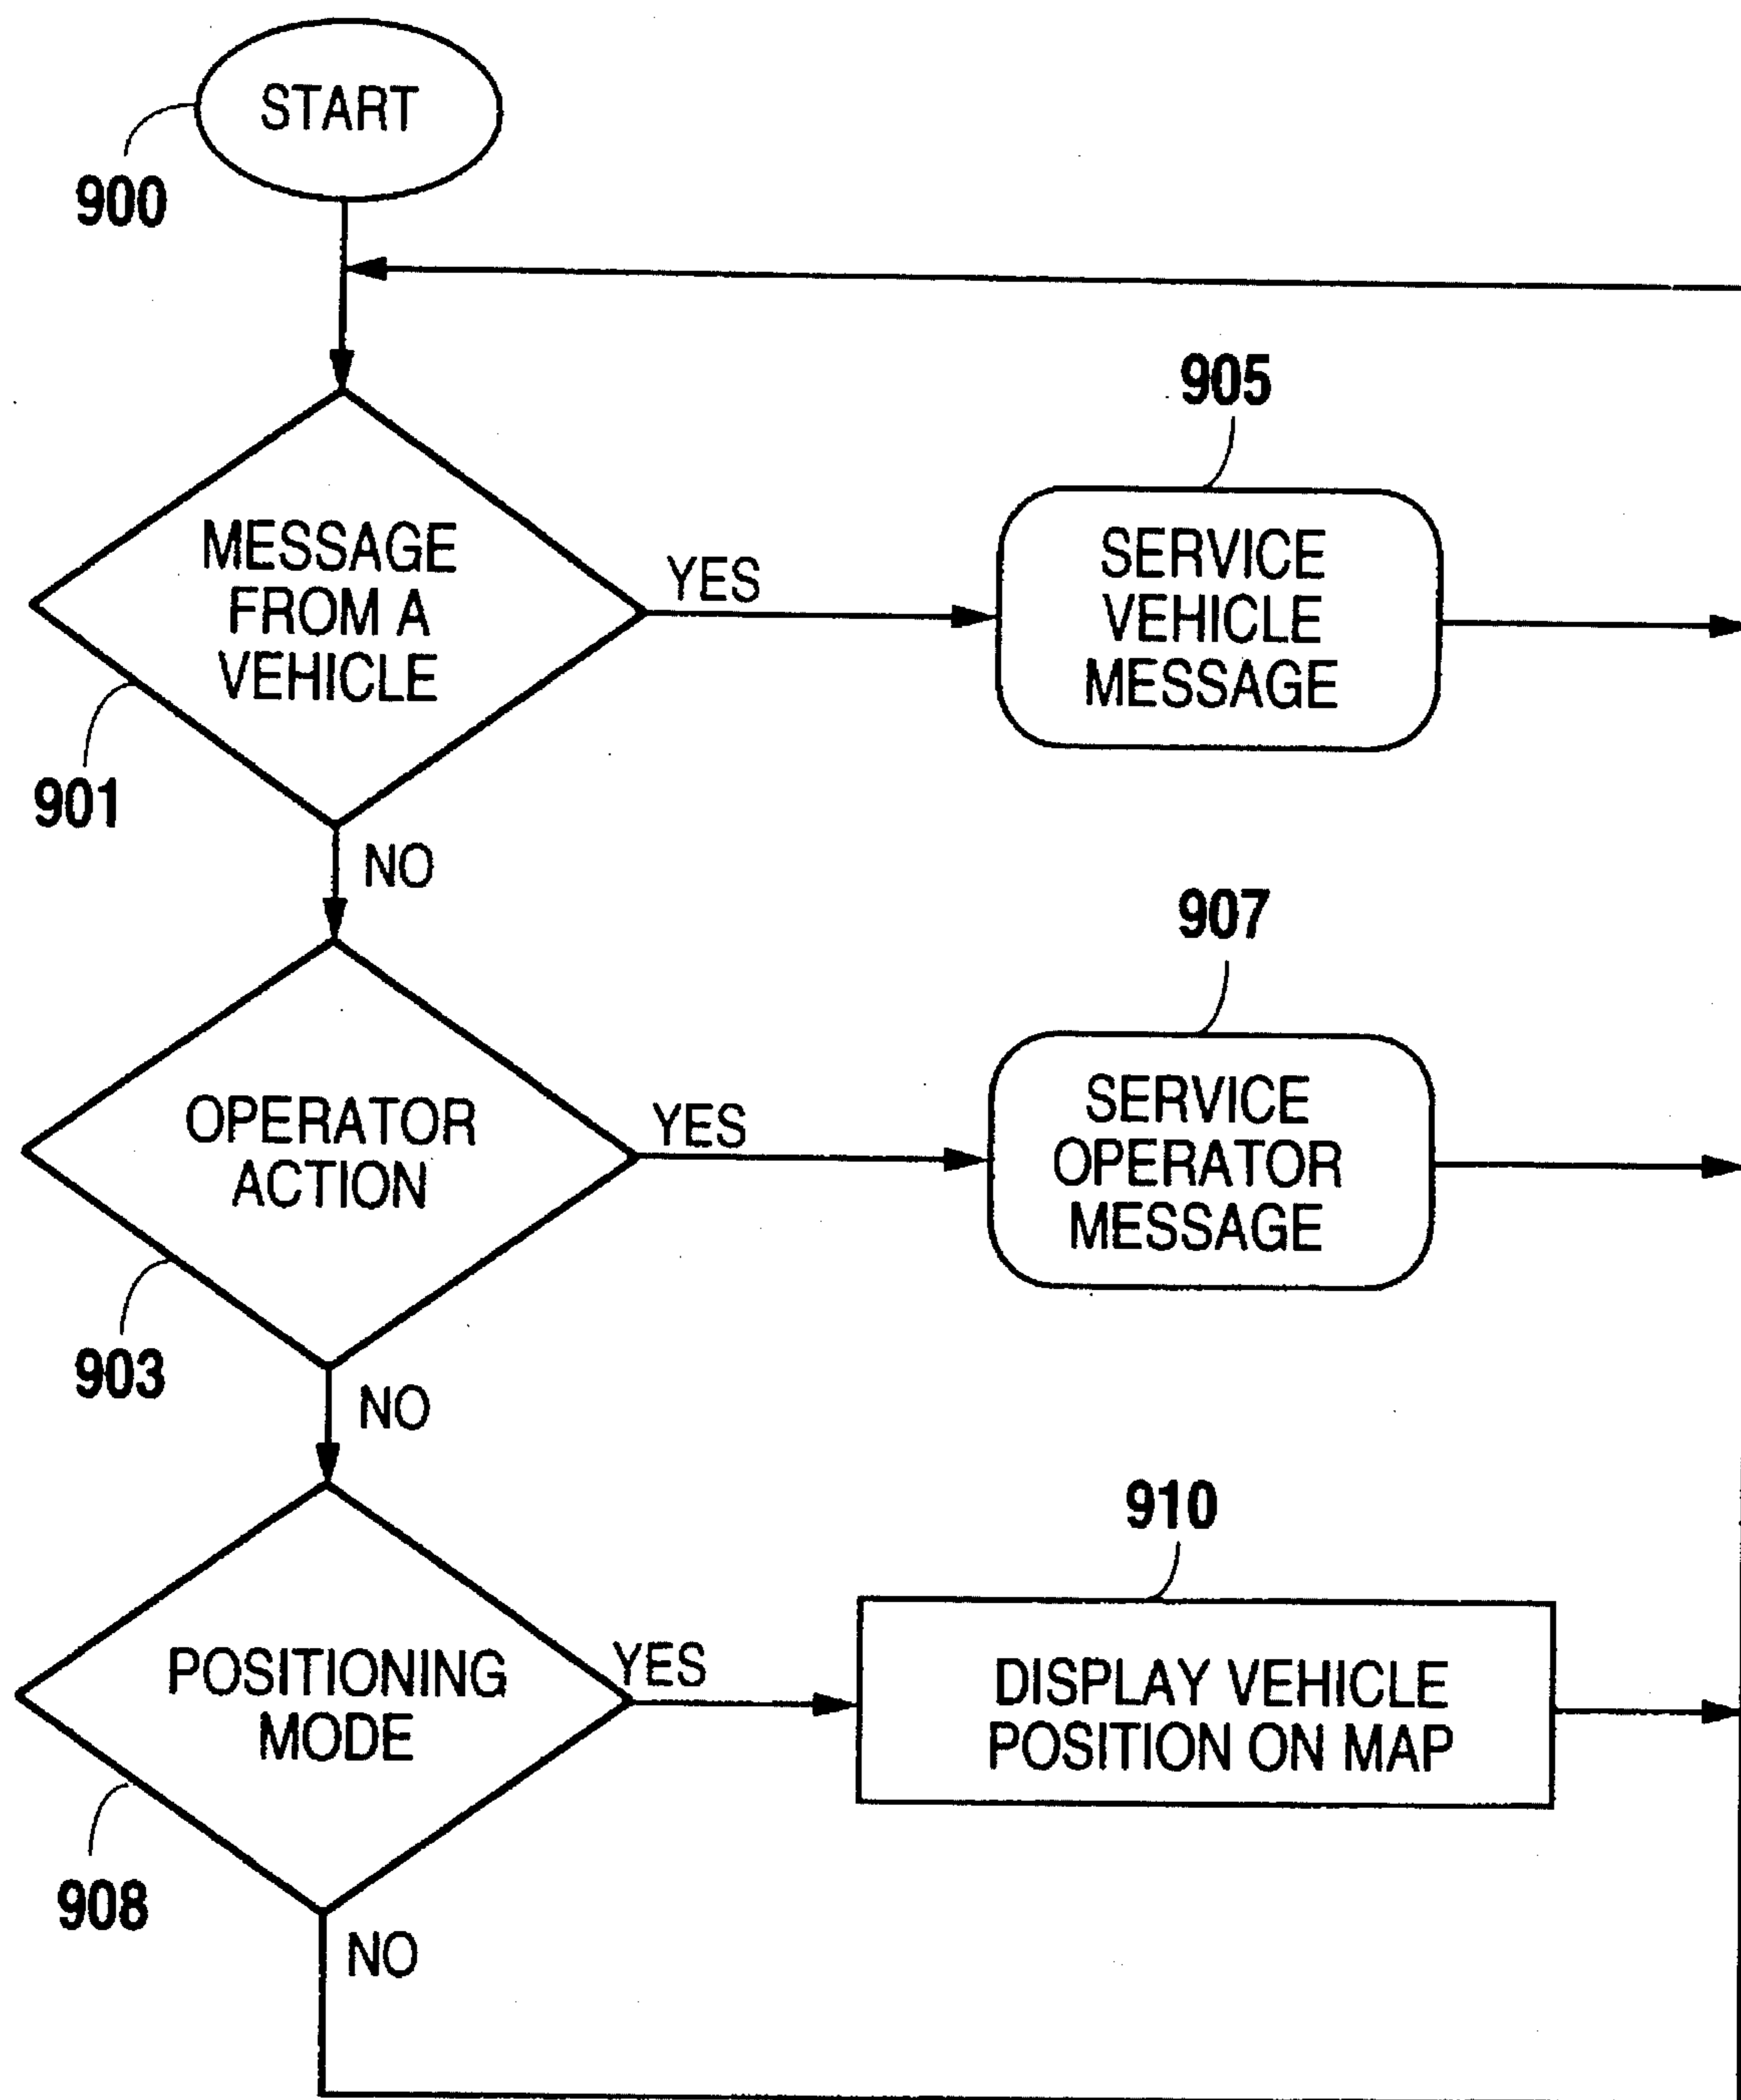 START
900
905
MESSAGE
FROM A
VEHICLE
YES
SERVICE
VEHICLE
MESSAGE
901
NO
907
OPERATOR
ACTION
YES
SERVICE
OPERATOR
MESSAGE
903
NO
910
POSITIONING
MODE
YES
DISPLAY VEHICLE
POSITION ON MAP
908
NO